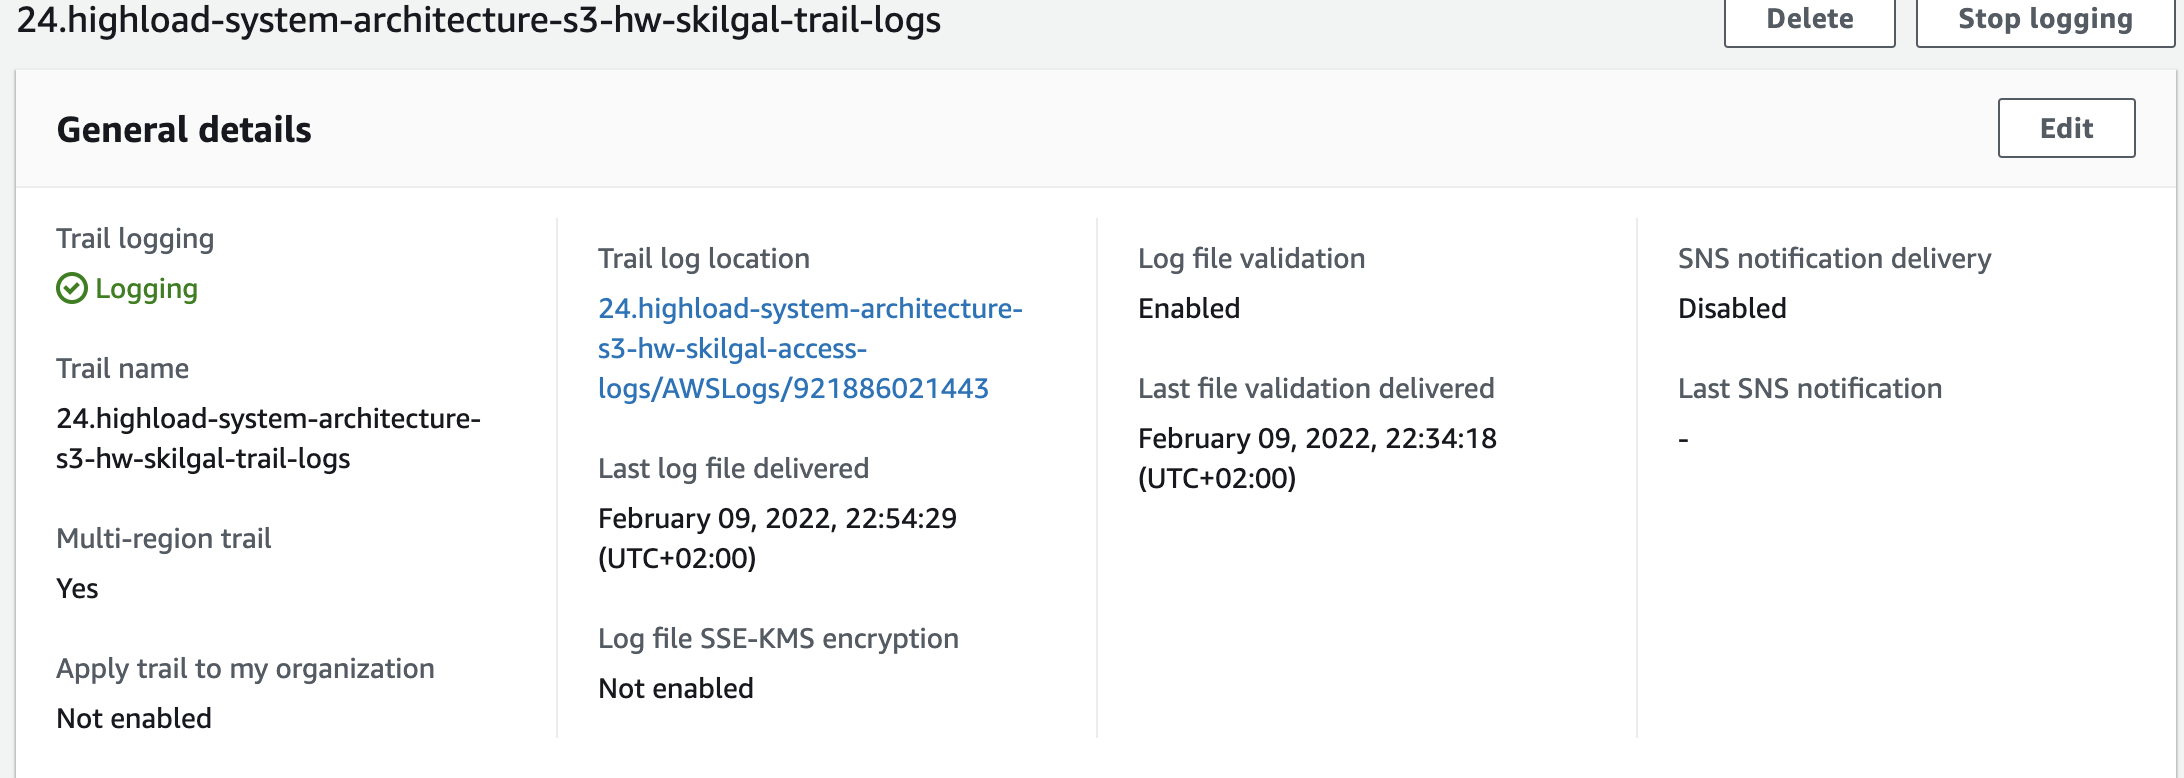 24.highload-system-architecture-s3-hw-skilgal-trail-logs
Delete
Stop logging
General details
Edit
Trail logging
Logging
Trail name
24.highload-system-architecture-
s3-hw-skilgal-trail-logs
Multi-region trail
Yes
Apply trail to my organization
Not enabled
Trail log location
24.highload-system-architecture-
s3-hw-skilgal-access-
logs/AWSLogs/921886021443
Last log file delivered
February 09, 2022, 22:54:29
(UTC+02:00)
Log file SSE-KMS encryption
Not enabled
Log file validation
Enabled
Last file validation delivered
February 09, 2022, 22:34:18
(UTC+02:00)
SNS notification delivery
Disabled
Last SNS notification
-